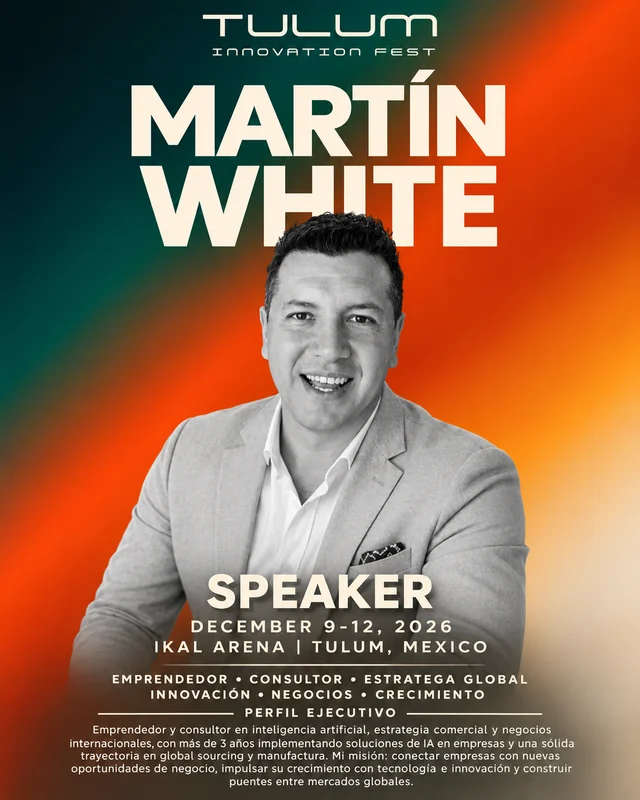 TULUM
INNOVATION FEST
MARTÍN
WHITE
SPEAKER
DECEMBER 9-12, 2026
IKAL ARENA | TULUM, MEXICO
EMPRENDEDOR • CONSULTOR • ESTRATEGA GLOBAL
INNOVACIÓN • NEGOCIOS • CRECIMIENTO
PERFIL EJECUTIVO
Emprendedor y consultor en inteligencia artificial, estrategia comercial y negocios
internacionales, con más de 3 años implementando soluciones de IA en empresas y una sólida
trayectoria en global sourcing y manufactura. Mi misión: conectar empresas con nuevas
oportunidades de negocio, impulsar su crecimiento con tecnología e innovación y construir
puentes entre mercados globales.